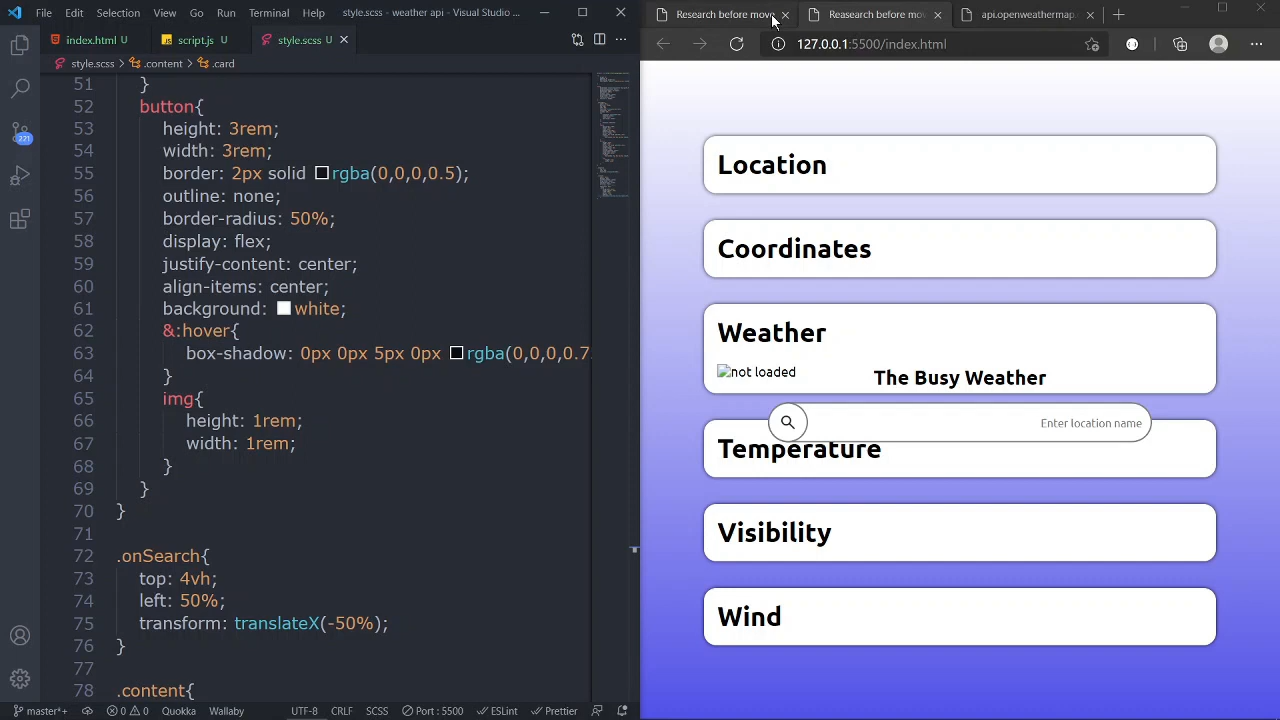 File Edit Selection View Go Run Terminal Help style.scss - weather api - Visual Studio ...
index.html U script.js U style.scss U
style.scss > .content > .card
51 }
52 button{
53 height: 3rem;
54 width: 3rem;
55 border: 2px solid rgba(0,0,0,0.5);
56 outline: none;
57 border-radius: 50%;
58 display: flex;
59 justify-content: center;
60 align-items: center;
61 background: white;
62 &:hover{
63 box-shadow: 0px 0px 5px 0px rgba(0,0,0,0.7
64 }
65 img{
66 height: 1rem;
67 width: 1rem;
68 }
69 }
70 }
71
72 .onSearch{
73 top: 4vh;
74 left: 50%;
75 transform: translateX(-50%);
76 }
77
78 .content{
221
master*+ 0 0 Quokka Wallaby UTF-8 CRLF SCSS Port : 5500 ESLint Prettier
Research before mov Reasearch before mov api.openweathermap.
127.0.0.1:5500/index.html
Location
Coordinates
Weather
not loaded
The Busy Weather
Enter location name
Temperature
Visibility
Wind